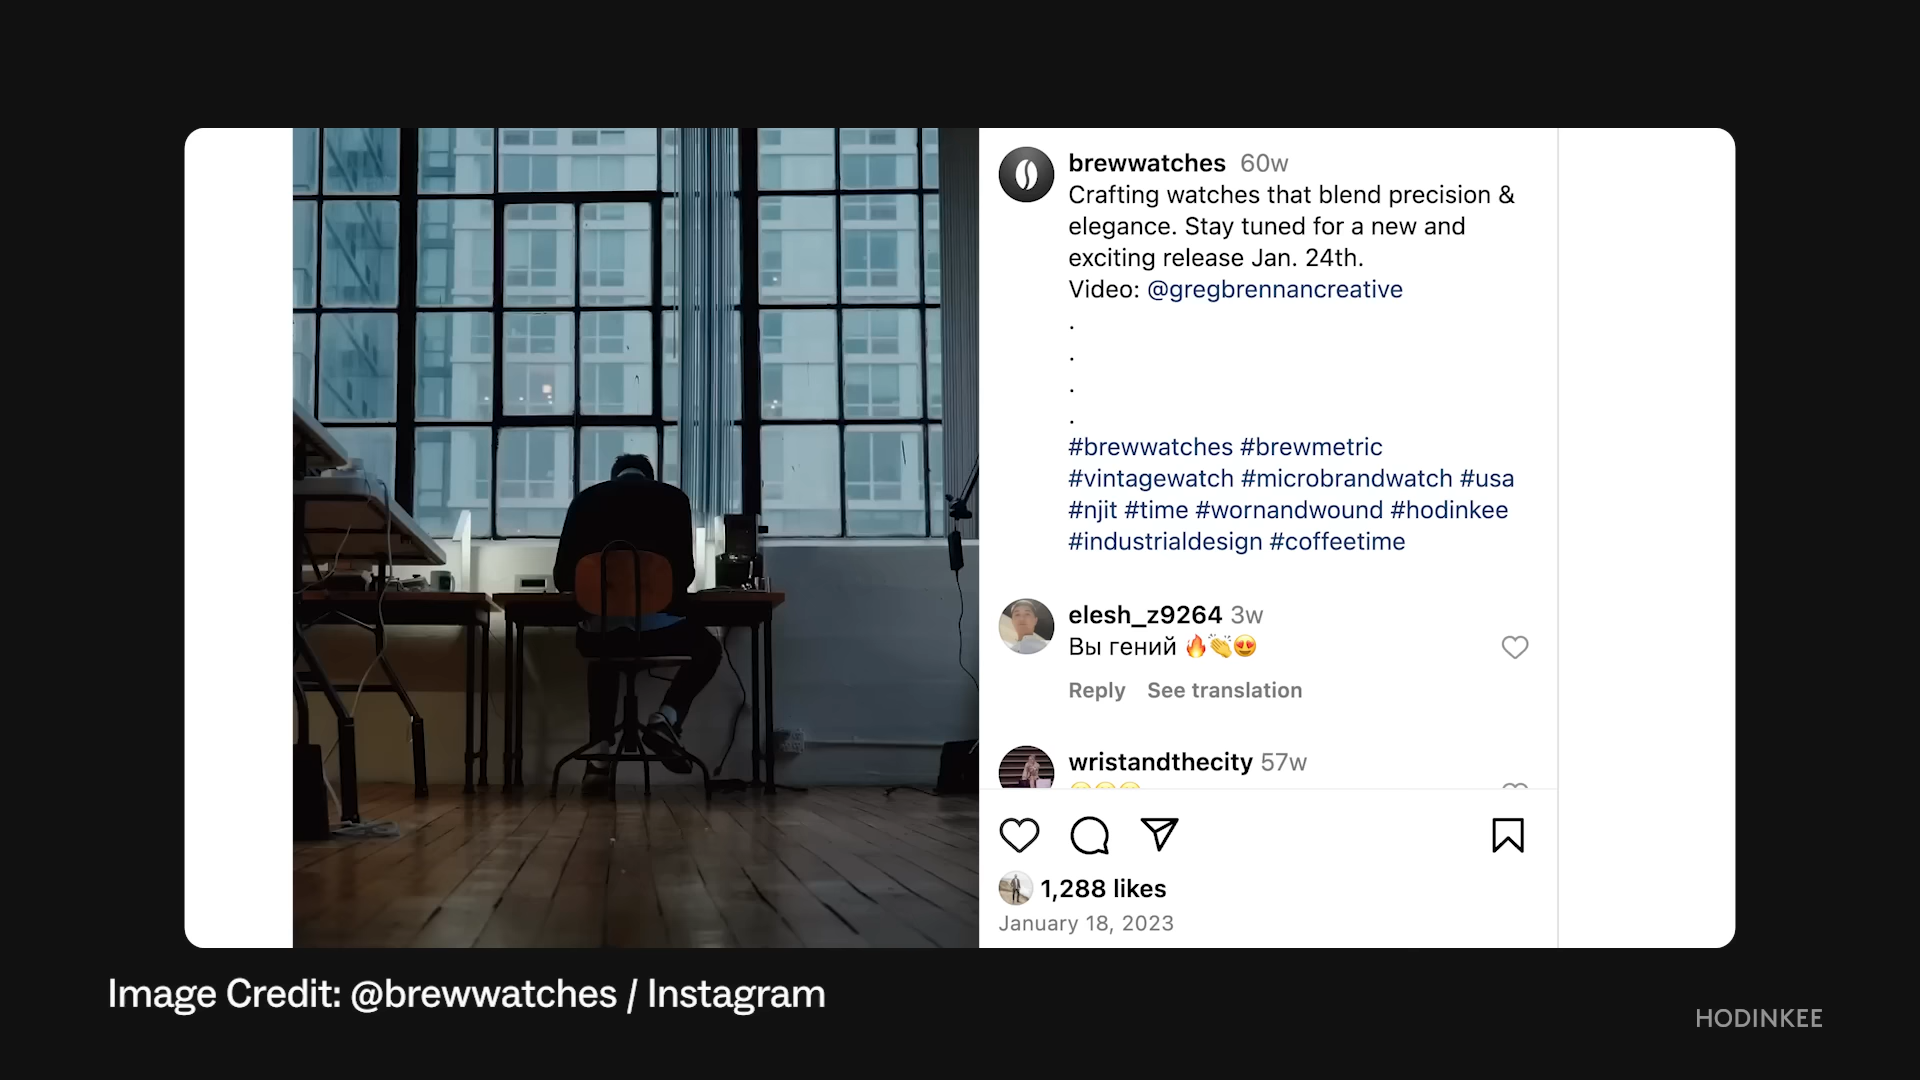 brewwatches 60w
Crafting watches that blend precision &
elegance. Stay tuned for a new and
exciting release Jan. 24th.
Video: @gregbrennancreative
.
.
.
.
#brewwatches #brewmetric
#vintagewatch #microbrandwatch #usa
#njit #time #wornandwound #hodinkee
#industrialdesign #coffeetime
elesh_z9264 3w
Вы гений 🔥👏😍
Reply See translation
wristandthecity 57w
1,288 likes
January 18, 2023
Image Credit: @brewwatches / Instagram
HODINKEE